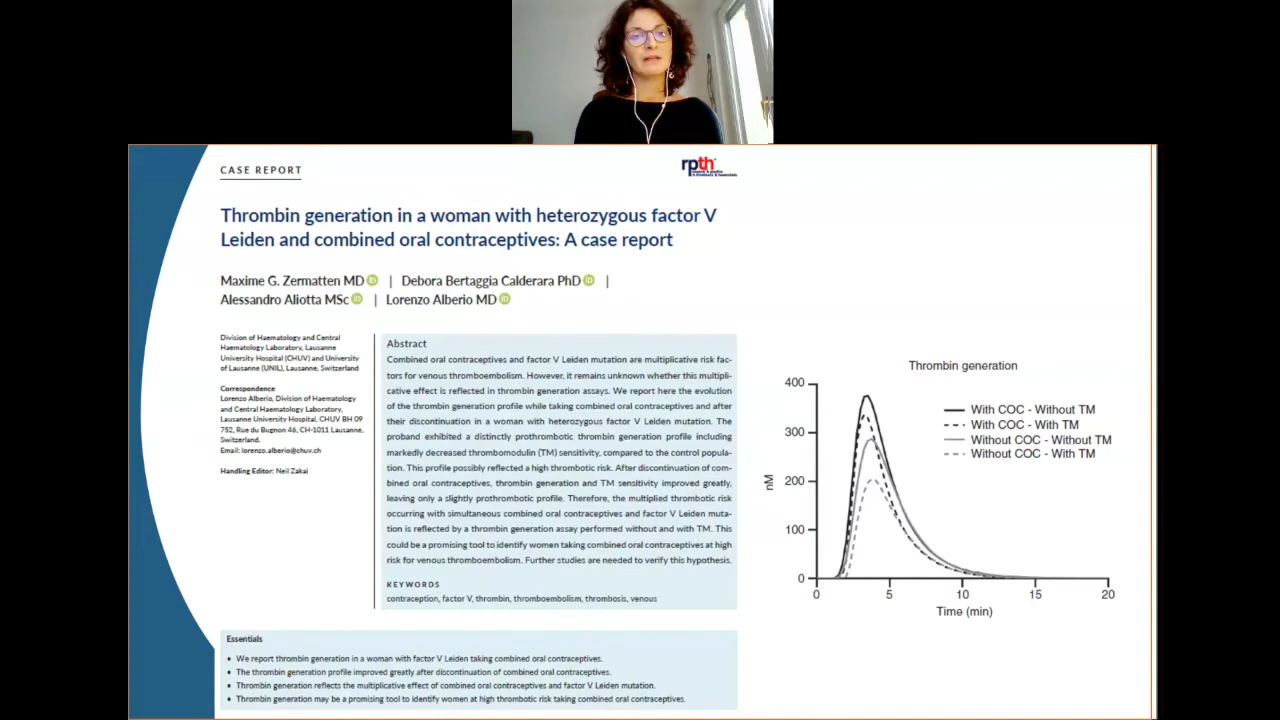 CASE REPORT
rpth
Thrombin generation in a woman with heterozygous factor V
Leiden and combined oral contraceptives: A case report
Maxime G. Zermatten MD iD | Debora Bertaggia Calderara PhD iD |
Alessandro Aliotta MSc iD | Lorenzo Alberio MD iD
Division of Haematology and Central
Haematology Laboratory, Lausanne
University Hospital (CHUV) and University
of Lausanne (UNIL), Lausanne, Switzerland
Correspondence
Lorenzo Alberio, Division of Haematology
and Central Haematology Laboratory,
Lausanne University Hospital, CHUV BH 09
752, Rue du Bugnon 46, CH-1011 Lausanne,
Switzerland.
Email: lorenzo.alberio@chuv.ch
Handling Editor: Neil Zakai
Abstract
Combined oral contraceptives and factor V Leiden mutation are multiplicative risk fac-
tors for venous thromboembolism. However, it remains unknown whether this multipli-
cative effect is reflected in thrombin generation assays. We report here the evolution
of the thrombin generation profile while taking combined oral contraceptives and after
their discontinuation in a woman with heterozygous factor V Leiden mutation. The
proband exhibited a distinctly prothrombotic thrombin generation profile including
markedly decreased thrombomodulin (TM) sensitivity, compared to the control popula-
tion. This profile possibly reflected a high thrombotic risk. After discontinuation of com-
bined oral contraceptives, thrombin generation and TM sensitivity improved greatly,
leaving only a slightly prothrombotic profile. Therefore, the multiplied thrombotic risk
occurring with simultaneous combined oral contraceptives and factor V Leiden muta-
tion is reflected by a thrombin generation assay performed without and with TM. This
could be a promising tool to identify women taking combined oral contraceptives at high
risk for venous thromboembolism. Further studies are needed to verify this hypothesis.
KEYWORDS
contraception, factor V, thrombin, thromboembolism, thrombosis, venous
Essentials
• We report thrombin generation in a woman with factor V Leiden taking combined oral contraceptives.
• The thrombin generation profile improved greatly after discontinuation of combined oral contraceptives.
• Thrombin generation reflects the multiplicative effect of combined oral contraceptives and factor V Leiden mutation.
• Thrombin generation may be a promising tool to identify women at high thrombotic risk taking combined oral contraceptives.
Thrombin generation
400
300
200
100
0
nM
With COC - Without TM
With COC - With TM
Without COC - Without TM
Without COC - With TM
0 5 10 15 20
Time (min)